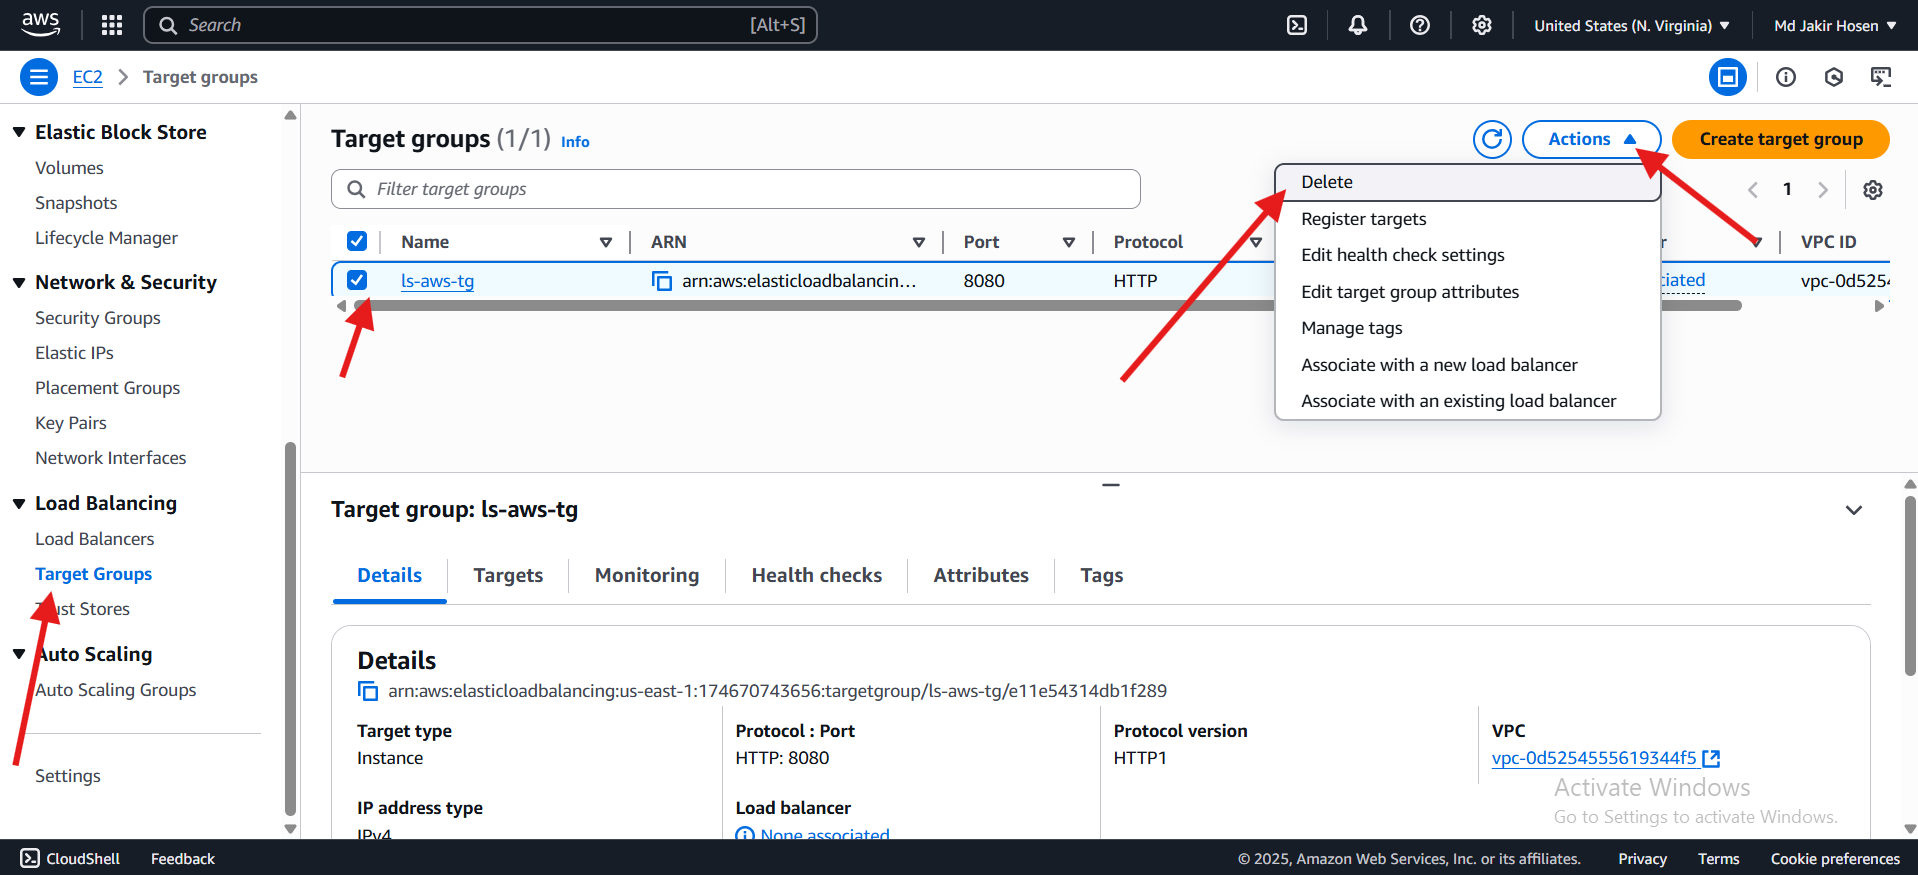 aws
Search [Alt+S]
United States (N. Virginia)
Md Jakir Hosen
EC2 > Target groups
Elastic Block Store
Volumes
Snapshots
Lifecycle Manager
Network & Security
Security Groups
Elastic IPs
Placement Groups
Key Pairs
Network Interfaces
Load Balancing
Load Balancers
Target Groups
Trust Stores
Auto Scaling
Auto Scaling Groups
Settings
Target groups (1/1) Info
Actions
Create target group
Filter target groups
1
Name ARN Port Protocol r VPC ID
ls-aws-tg arn:aws:elasticloadbalancin... 8080 HTTP ciated vpc-0d5254
Delete
Register targets
Edit health check settings
Edit target group attributes
Manage tags
Associate with a new load balancer
Associate with an existing load balancer
Target group: ls-aws-tg
Details Targets Monitoring Health checks Attributes Tags
Details
arn:aws:elasticloadbalancing:us-east-1:174670743656:targetgroup/ls-aws-tg/e11e54314db1f289
Target type
Instance
Protocol : Port
HTTP: 8080
Protocol version
HTTP1
VPC
vpc-0d5254555619344f5
IP address type
IPv4
Load balancer
None associated
Activate Windows
Go to Settings to activate Windows.
CloudShell Feedback
© 2025, Amazon Web Services, Inc. or its affiliates. Privacy Terms Cookie preferences